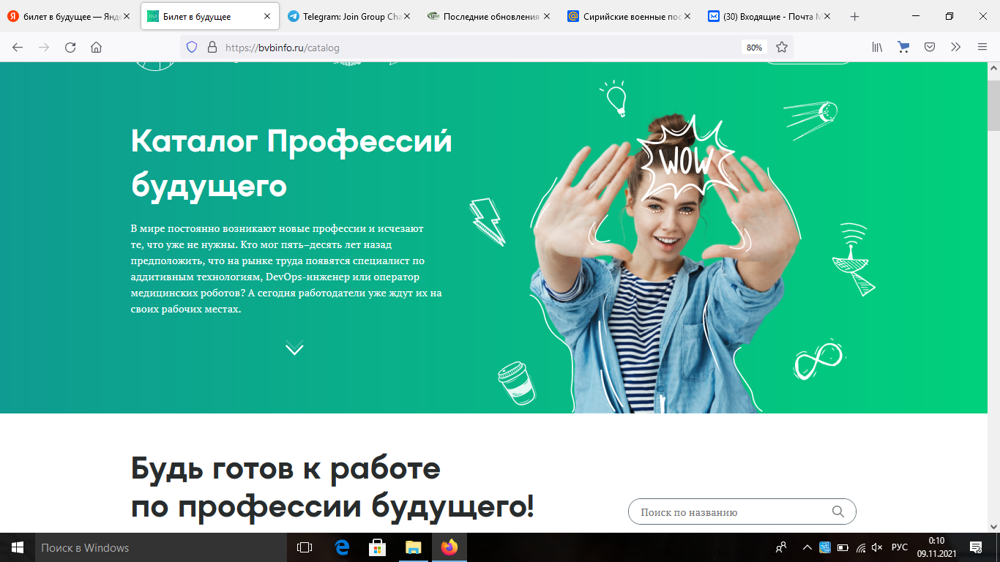 билет в будущее — Янде
Билет в будущее
Telegram: Join Group Cha
Последние обновления
Сирийские военные пос
(30) Входящие - Почта M
https://bvbinfo.ru/catalog
80%
Каталог Профессий
будущего
В мире постоянно возникают новые профессии и исчезают
те, что уже не нужны. Кто мог пять–десять лет назад
предположить, что на рынке труда появятся специалист по
аддитивным технологиям, DevOps-инженер или оператор
медицинских роботов? А сегодня работодатели уже ждут их на
своих рабочих местах.
WOW
Будь готов к работе
по профессии будущего!
Поиск по названию
Поиск в Windows
РУС
0:10
09.11.2021